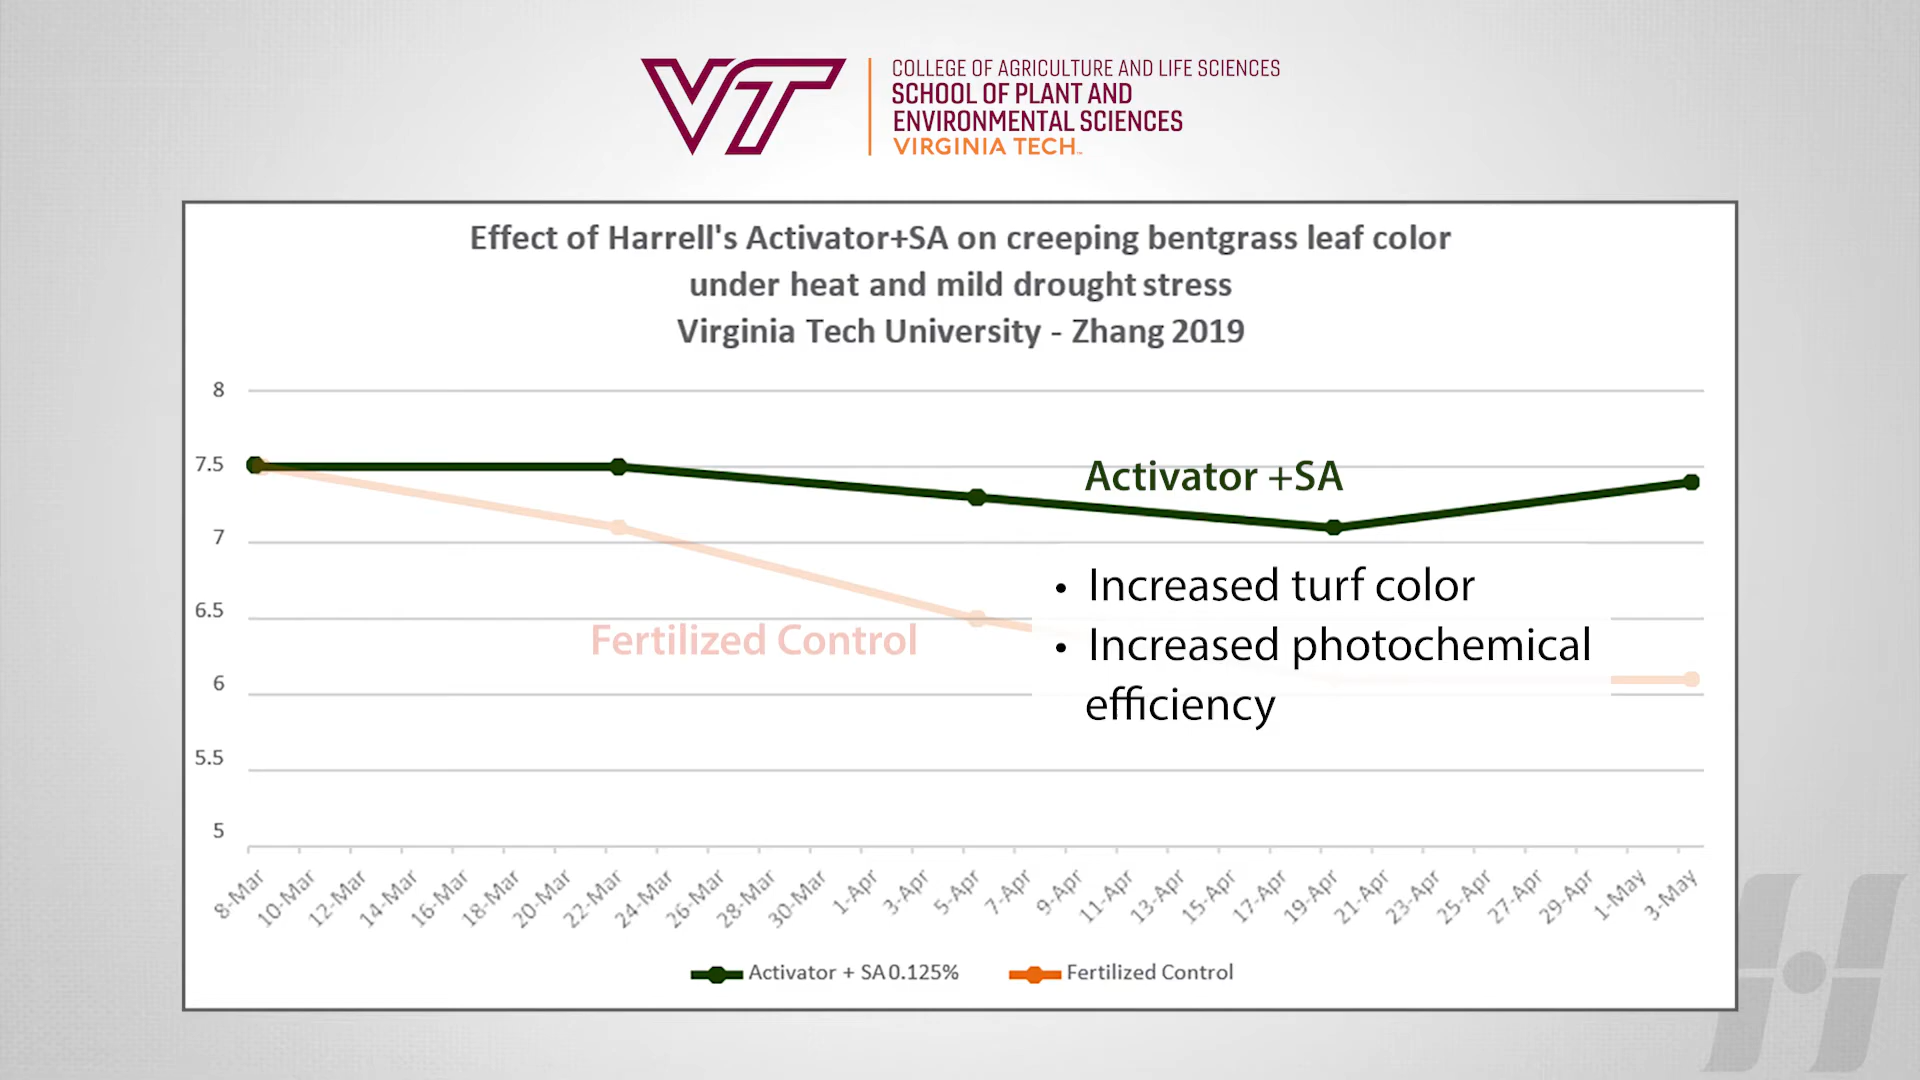 VT
COLLEGE OF AGRICULTURE AND LIFE SCIENCES
SCHOOL OF PLANT AND
ENVIRONMENTAL SCIENCES
VIRGINIA TECH™
Effect of Harrell's Activator+SA on creeping bentgrass leaf color
under heat and mild drought stress
Virginia Tech University - Zhang 2019
8
7.5
7
6.5
6
5.5
5
Activator +SA
• Increased turf color
Fertilized Control
• Increased photochemical
efficiency
8-Mar
10-Mar
12-Mar
14-Mar
16-Mar
18-Mar
20-Mar
22-Mar
24-Mar
26-Mar
28-Mar
30-Mar
1-Apr
3-Apr
5-Apr
7-Apr
9-Apr
11-Apr
13-Apr
15-Apr
17-Apr
19-Apr
21-Apr
23-Apr
25-Apr
27-Apr
29-Apr
1-May
3-May
Activator + SA 0.125%
Fertilized Control